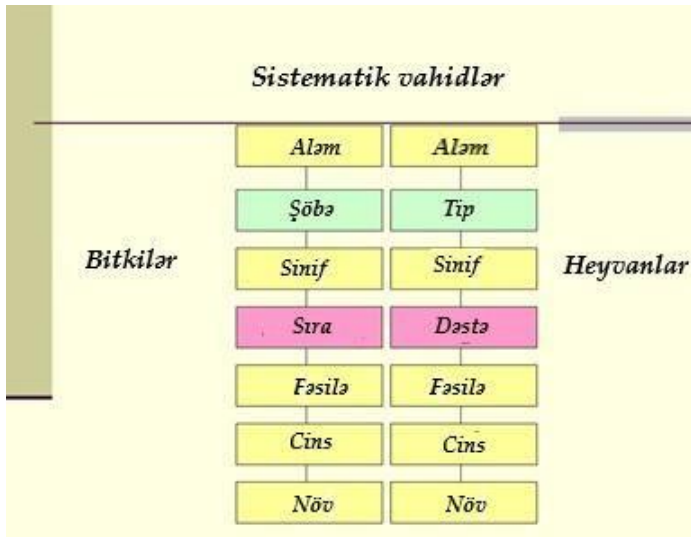 Sistematik vahidlər
Aləm Aləm
Şöbə Tip
Bitkilər Sinif Sinif Heyvanlar
Sıra Dəstə
Fəsilə Fəsilə
Cins Cins
Növ Növ